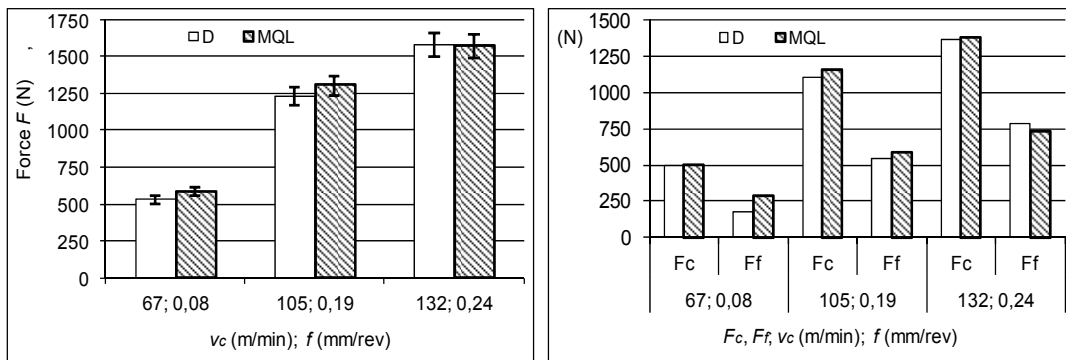 1750
1500
1250
1000
750
500
250
0
,
Force F (N)
D MQL
67; 0,08 105; 0,19 132; 0,24
vc (m/min); f (mm/rev)
(N)
1500
1250
1000
750
500
250
0
D MQL
Fc Ff Fc Ff Fc Ff
67; 0,08 105; 0,19 132; 0,24
Fc, Ff, vc (m/min); f (mm/rev)